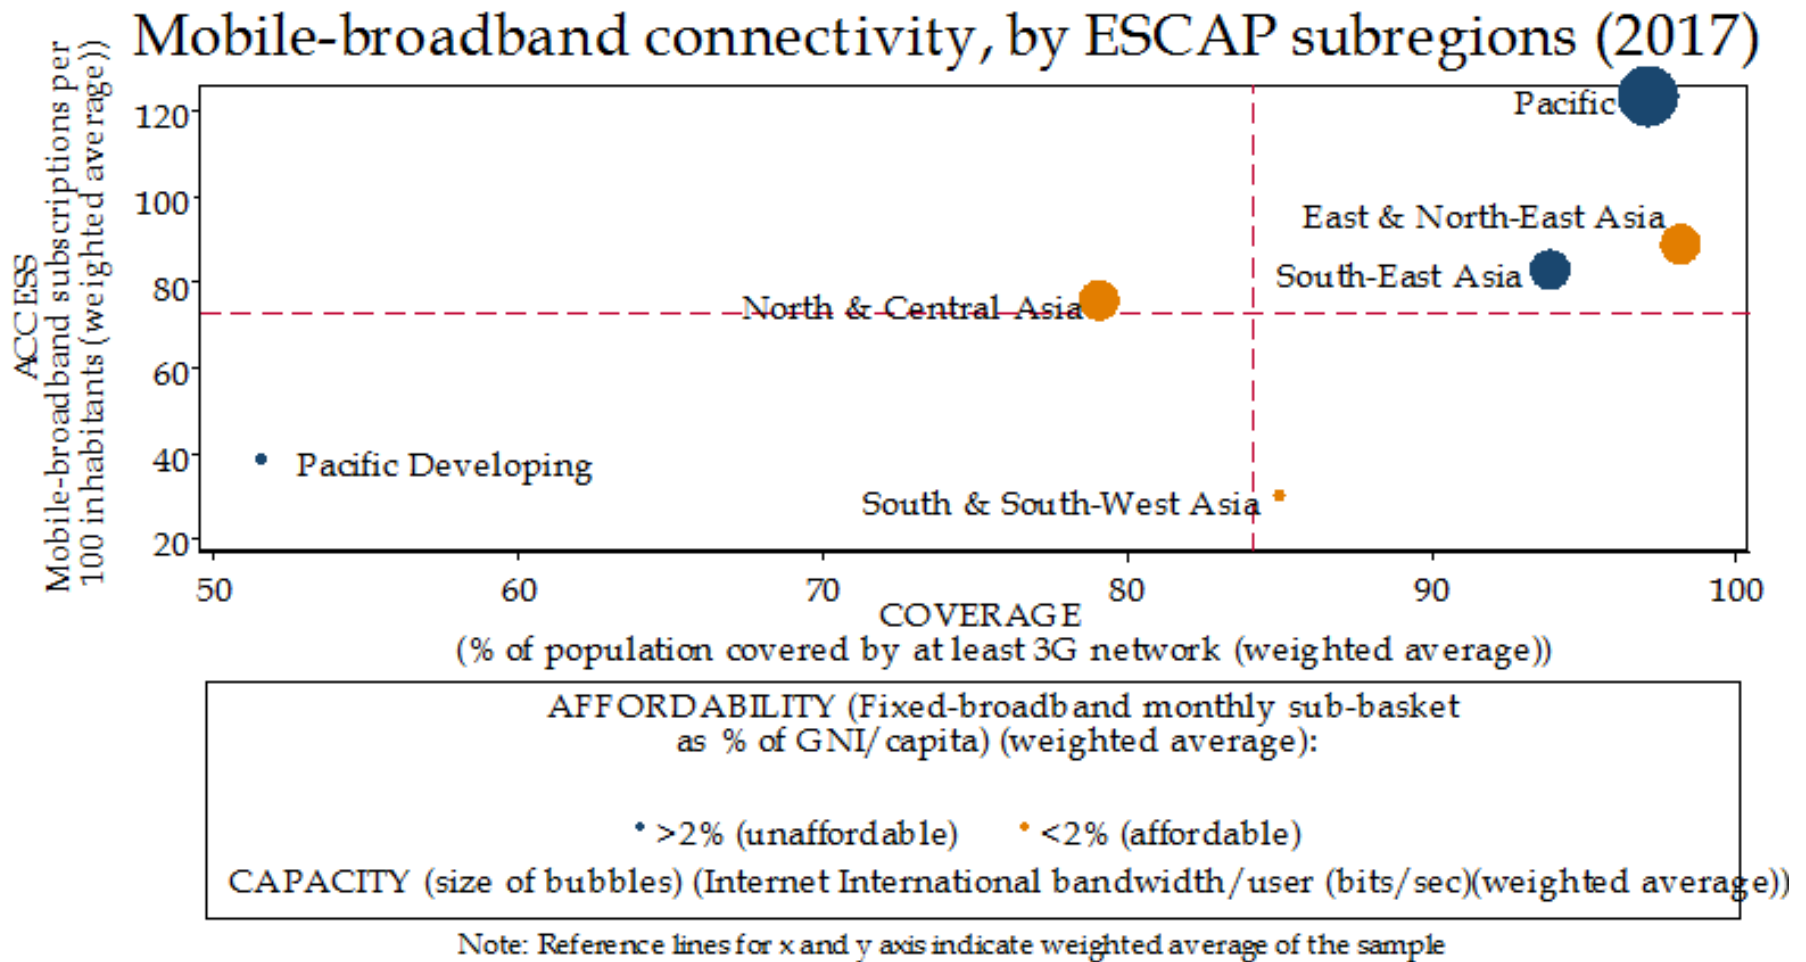 Mobile-broadband connectivity, by ESCAP subregions (2017)
ACCESS
Mobile-broadband subscriptions per
100 inhabitants (weighted average))
120
100
80
60
40
20
Pacific
East & North-East Asia
South-East Asia
North & Central Asia
Pacific Developing
South & South-West Asia
50 60 70 80 90 100
COVERAGE
(% of population covered by at least 3G network (weighted average))
AFFORDABILITY (Fixed-broadband monthly sub-basket
as % of GNI/capita) (weighted average):
>2% (unaffordable) <2% (affordable)
CAPACITY (size of bubbles) (Internet International bandwidth/user (bits/sec)(weighted average))
Note: Reference lines for x and y axis indicate weighted average of the sample